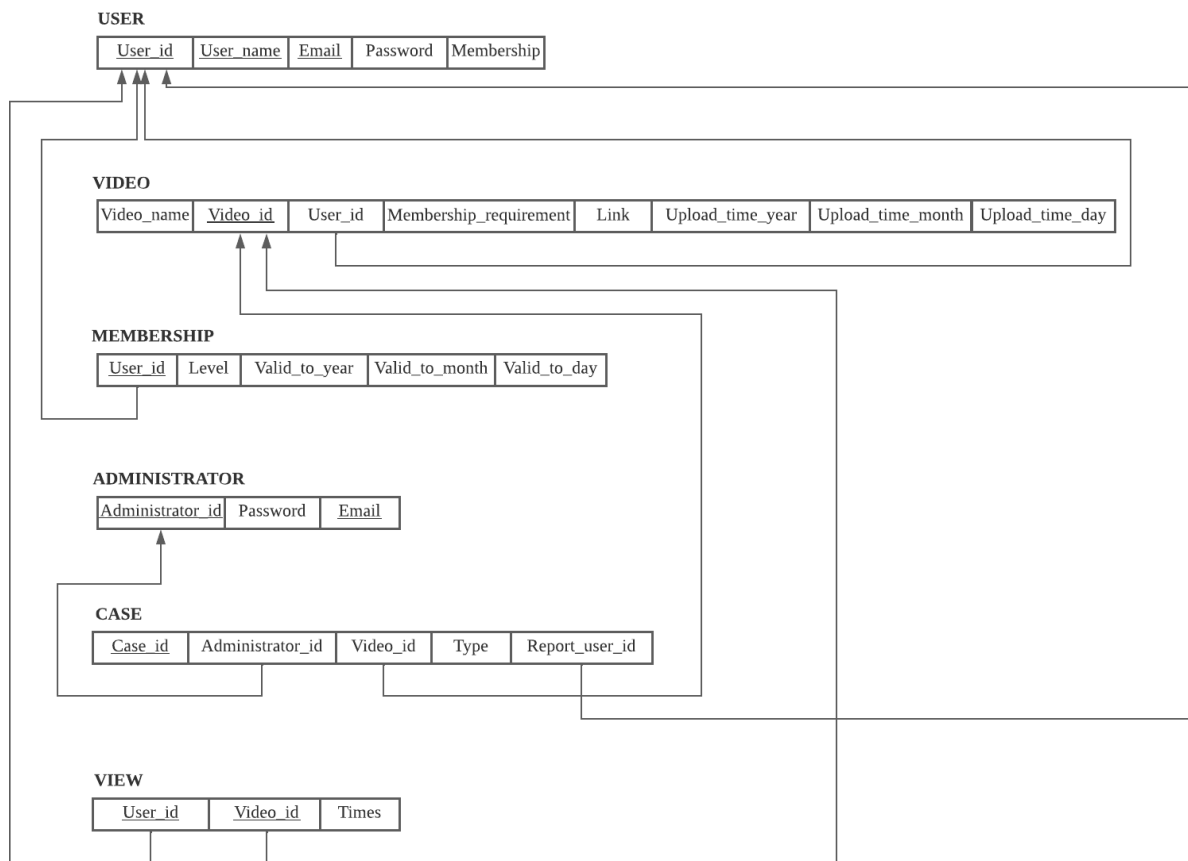 USER
User_id User_name Email Password Membership
VIDEO
Video_name Video_id User_id Membership_requirement Link Upload_time_year Upload_time_month Upload_time_day
MEMBERSHIP
User_id Level Valid_to_year Valid_to_month Valid_to_day
ADMINISTRATOR
Administrator_id Password Email
CASE
Case_id Administrator_id Video_id Type Report_user_id
VIEW
User_id Video_id Times